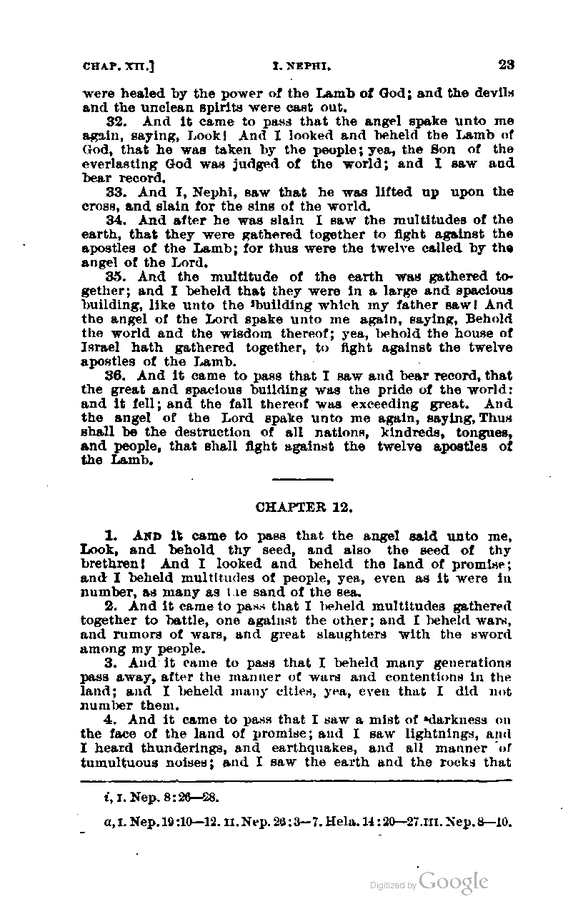 CHAP. XII.] I. NEPHI. 23
were healed by the power of the Lamb of God; and the devils
and the unclean spirits were cast out.
32. And it came to pass that the angel spake unto me
again, saying, Look! And I looked and beheld the Lamb of
God, that he was taken by the people; yea, the Son of the
everlasting God was judged of the world; and I saw and
bear record.
33. And I, Nephi, saw that he was lifted up upon the
cross, and slain for the sins of the world.
34. And after he was slain I saw the multitudes of the
earth, that they were gathered together to fight against the
apostles of the Lamb; for thus were the twelve called by the
angel of the Lord.
35. And the multitude of the earth was gathered to-
gether; and I beheld that they were in a large and spacious
building, like unto the ibuilding which my father saw! And
the angel of the Lord spake unto me again, saying, Behold
the world and the wisdom thereof; yea, behold the house of
Israel hath gathered together, to fight against the twelve
apostles of the Lamb.
36. And it came to pass that I saw and bear record, that
the great and spacious building was the pride of the world:
and it fell; and the fall thereof was exceeding great. And
the angel of the Lord spake unto me again, saying, Thus
shall be the destruction of all nations, kindreds, tongues,
and people, that shall fight against the twelve apostles of
the Lamb.
CHAPTER 12.
1. AND it came to pass that the angel said unto me,
Look, and behold thy seed, and also the seed of thy
brethren! And I looked and beheld the land of promise;
and I beheld multitudes of people, yea, even as it were in
number, as many as the sand of the sea.
2. And it came to pass that I beheld multitudes gathered
together to battle, one against the other; and I beheld wars,
and rumors of wars, and great slaughters with the sword
among my people.
3. And it came to pass that I beheld many generations
pass away, after the manner of wars and contentions in the
land; and I beheld many cities, yea, even that I did not
number them.
4. And it came to pass that I saw a mist of adarkness on
the face of the land of promise; and I saw lightnings, and
I heard thunderings, and earthquakes, and all manner of
tumultuous noises; and I saw the earth and the rocks that
i, I. Nep. 8:26—28.
a, I. Nep. 19:10—12. II. Nep. 26:3—7. Hela. 14:20—27. III. Nep. 8—10.
Digitized by Google